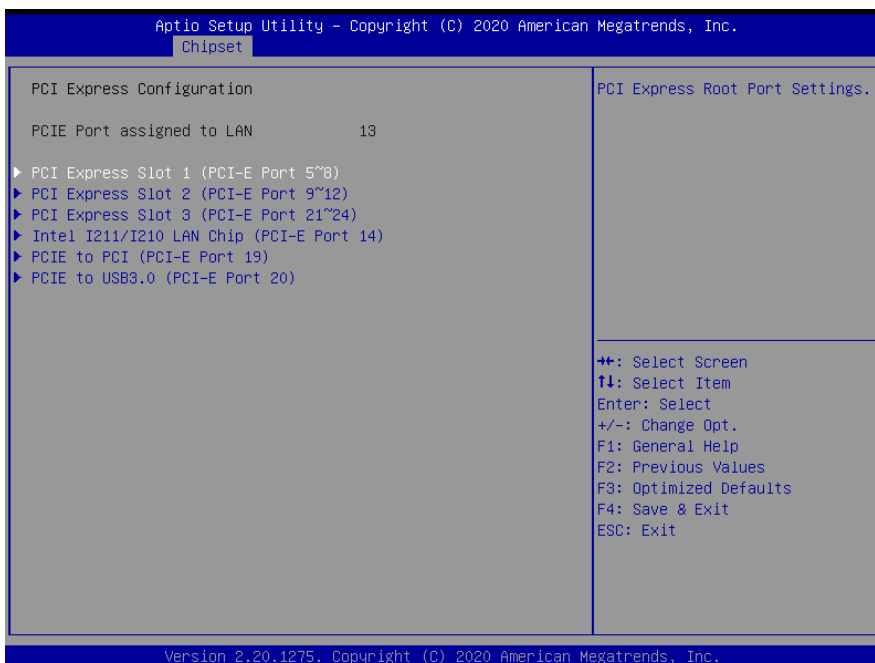 Aptio Setup Utility – Copyright (C) 2020 American Megatrends, Inc.
Chipset
PCI Express Configuration
PCIE Port assigned to LAN 13
PCI Express Slot 1 (PCI-E Port 5~8)
PCI Express Slot 2 (PCI-E Port 9~12)
PCI Express Slot 3 (PCI-E Port 21~24)
Intel I211/I210 LAN Chip (PCI-E Port 14)
PCIE to PCI (PCI-E Port 19)
PCIE to USB3.0 (PCI-E Port 20)
PCI Express Root Port Settings.
→←: Select Screen
↑↓: Select Item
Enter: Select
+/-: Change Opt.
F1: General Help
F2: Previous Values
F3: Optimized Defaults
F4: Save & Exit
ESC: Exit
Version 2.20.1275. Copyright (C) 2020 American Megatrends, Inc.